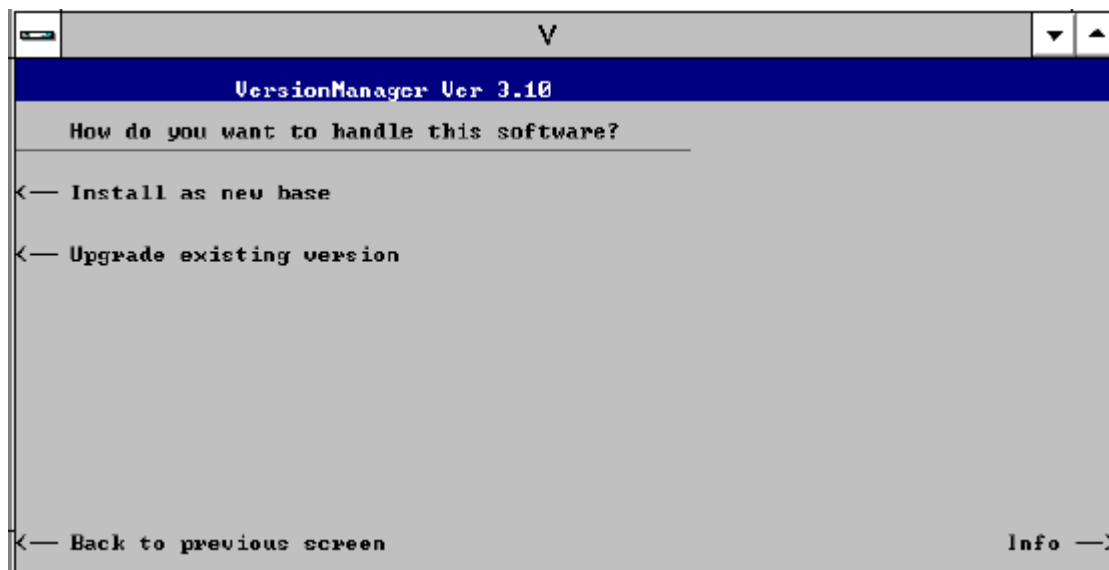 V
VersionManager Ver 3.10
How do you want to handle this software?
<— Install as new base
<— Upgrade existing version
<— Back to previous screen
Info —>